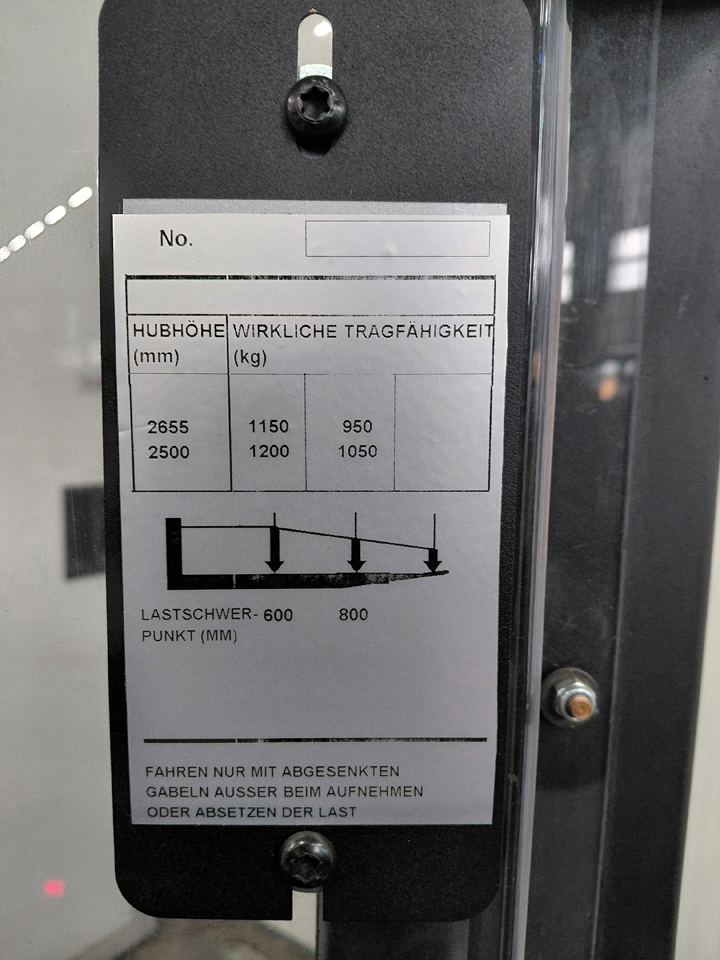 No.
HUBHÖHE WIRKLICHE TRAGFÄHIGKEIT
(mm) (kg)
2655 1150 950
2500 1200 1050
LASTSCHWER- 600 800
PUNKT (MM)
FAHREN NUR MIT ABGESENKTEN
GABELN AUSSER BEIM AUFNEHMEN
ODER ABSETZEN DER LAST